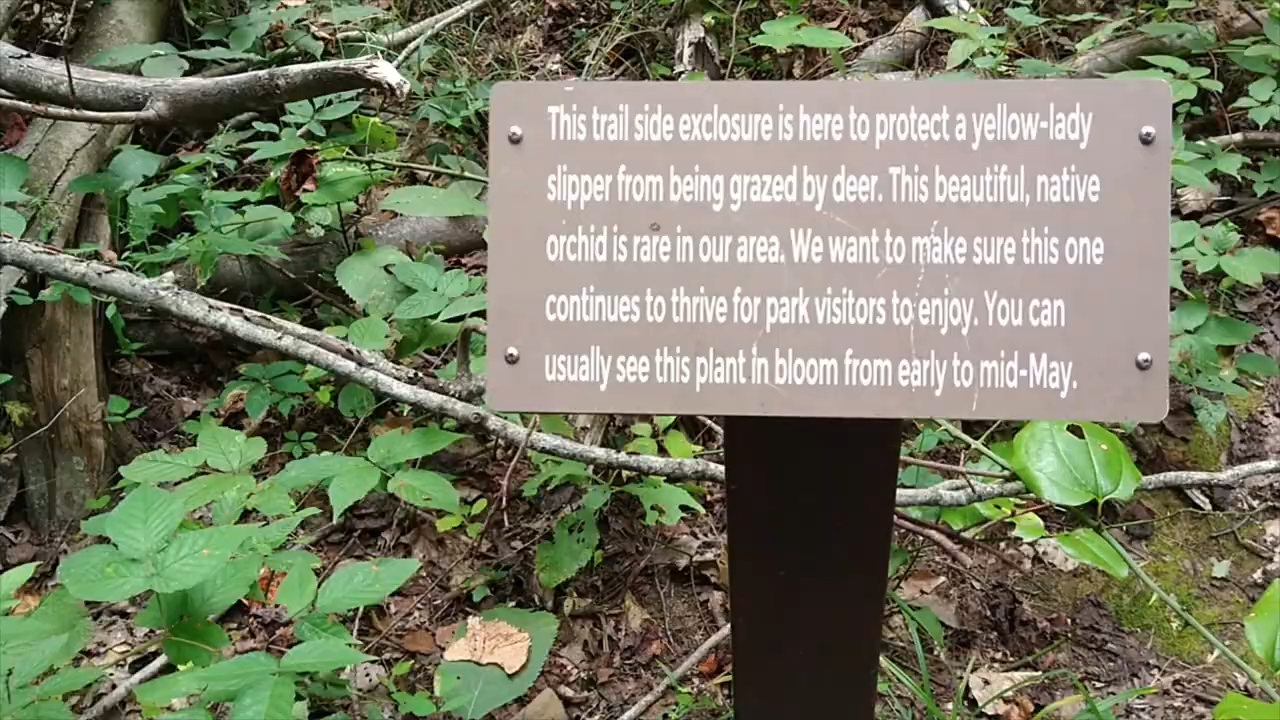 This trail side exclosure is here to protect a yellow-lady
slipper from being grazed by deer. This beautiful, native
orchid is rare in our area. We want to make sure this one
continues to thrive for park visitors to enjoy. You can
usually see this plant in bloom from early to mid-May.